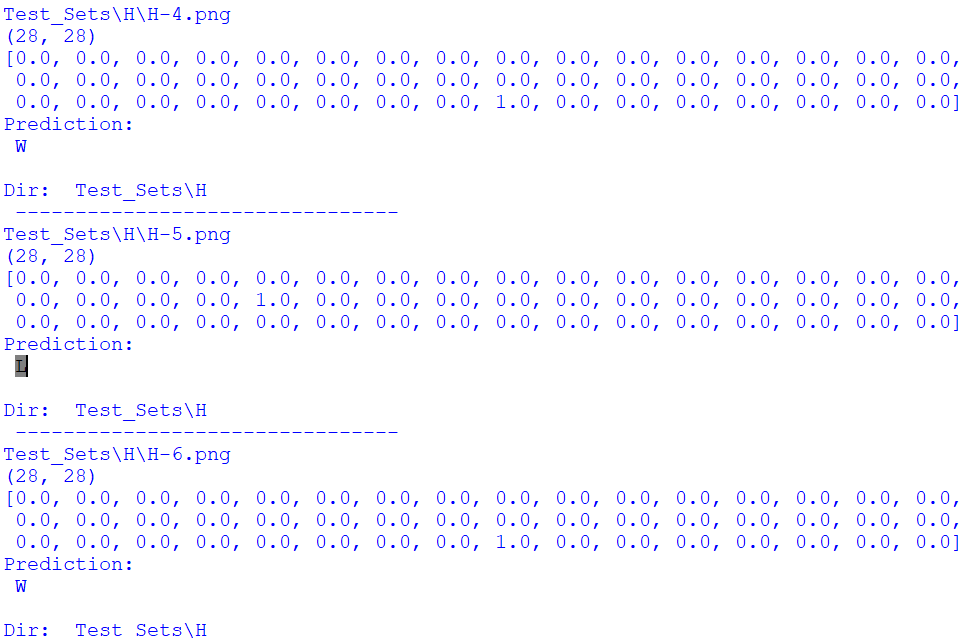 Test_Sets\H\H-4.png
(28, 28)
[0.0, 0.0, 0.0, 0.0, 0.0, 0.0, 0.0, 0.0, 0.0, 0.0, 0.0, 0.0, 0.0, 0.0, 0.0, 0.0,
0.0, 0.0, 0.0, 0.0, 0.0, 0.0, 0.0, 0.0, 0.0, 0.0, 0.0, 0.0, 0.0, 0.0, 0.0, 0.0,
0.0, 0.0, 0.0, 0.0, 0.0, 0.0, 0.0, 0.0, 1.0, 0.0, 0.0, 0.0, 0.0, 0.0, 0.0, 0.0]
Prediction:
W
Dir:  Test_Sets\H
--------------------------------
Test_Sets\H\H-5.png
(28, 28)
[0.0, 0.0, 0.0, 0.0, 0.0, 0.0, 0.0, 0.0, 0.0, 0.0, 0.0, 0.0, 0.0, 0.0, 0.0, 0.0,
0.0, 0.0, 0.0, 0.0, 1.0, 0.0, 0.0, 0.0, 0.0, 0.0, 0.0, 0.0, 0.0, 0.0, 0.0, 0.0,
0.0, 0.0, 0.0, 0.0, 0.0, 0.0, 0.0, 0.0, 0.0, 0.0, 0.0, 0.0, 0.0, 0.0, 0.0, 0.0]
Prediction:
L
Dir:  Test_Sets\H
--------------------------------
Test_Sets\H\H-6.png
(28, 28)
[0.0, 0.0, 0.0, 0.0, 0.0, 0.0, 0.0, 0.0, 0.0, 0.0, 0.0, 0.0, 0.0, 0.0, 0.0, 0.0,
0.0, 0.0, 0.0, 0.0, 0.0, 0.0, 0.0, 0.0, 0.0, 0.0, 0.0, 0.0, 0.0, 0.0, 0.0, 0.0,
0.0, 0.0, 0.0, 0.0, 0.0, 0.0, 0.0, 0.0, 1.0, 0.0, 0.0, 0.0, 0.0, 0.0, 0.0, 0.0]
Prediction:
W
Dir:  Test Sets\H